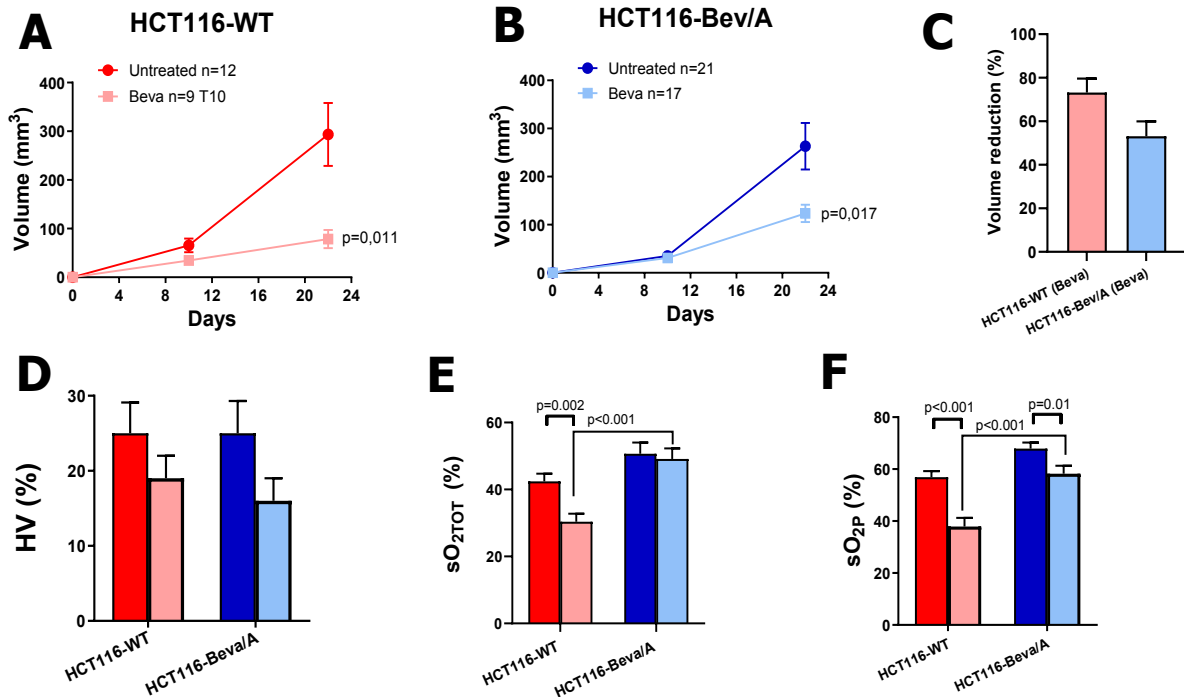 A
HCT116-WT
Untreated n=12
Beva n=9 T10
Volume (mm³)
400
300
200
100
0
p=0,011
0 4 8 12 16 20 24
Days
B
HCT116-Bev/A
Untreated n=21
Beva n=17
Volume (mm³)
400
300
200
100
0
p=0,017
0 4 8 12 16 20 24
Days
C
Volume reduction (%)
100
80
60
40
20
0
HCT116-WT (Beva)
HCT116-Bev/A (Beva)
D
HV (%)
30
20
10
0
HCT116-WT
HCT116-Beva/A
E
sO₂TOT (%)
60
40
20
0
p=0.002
p<0.001
HCT116-WT
HCT116-Beva/A
F
sO₂P (%)
80
60
40
20
0
p<0.001
p=0.01
p<0.001
HCT116-WT
HCT116-Beva/A